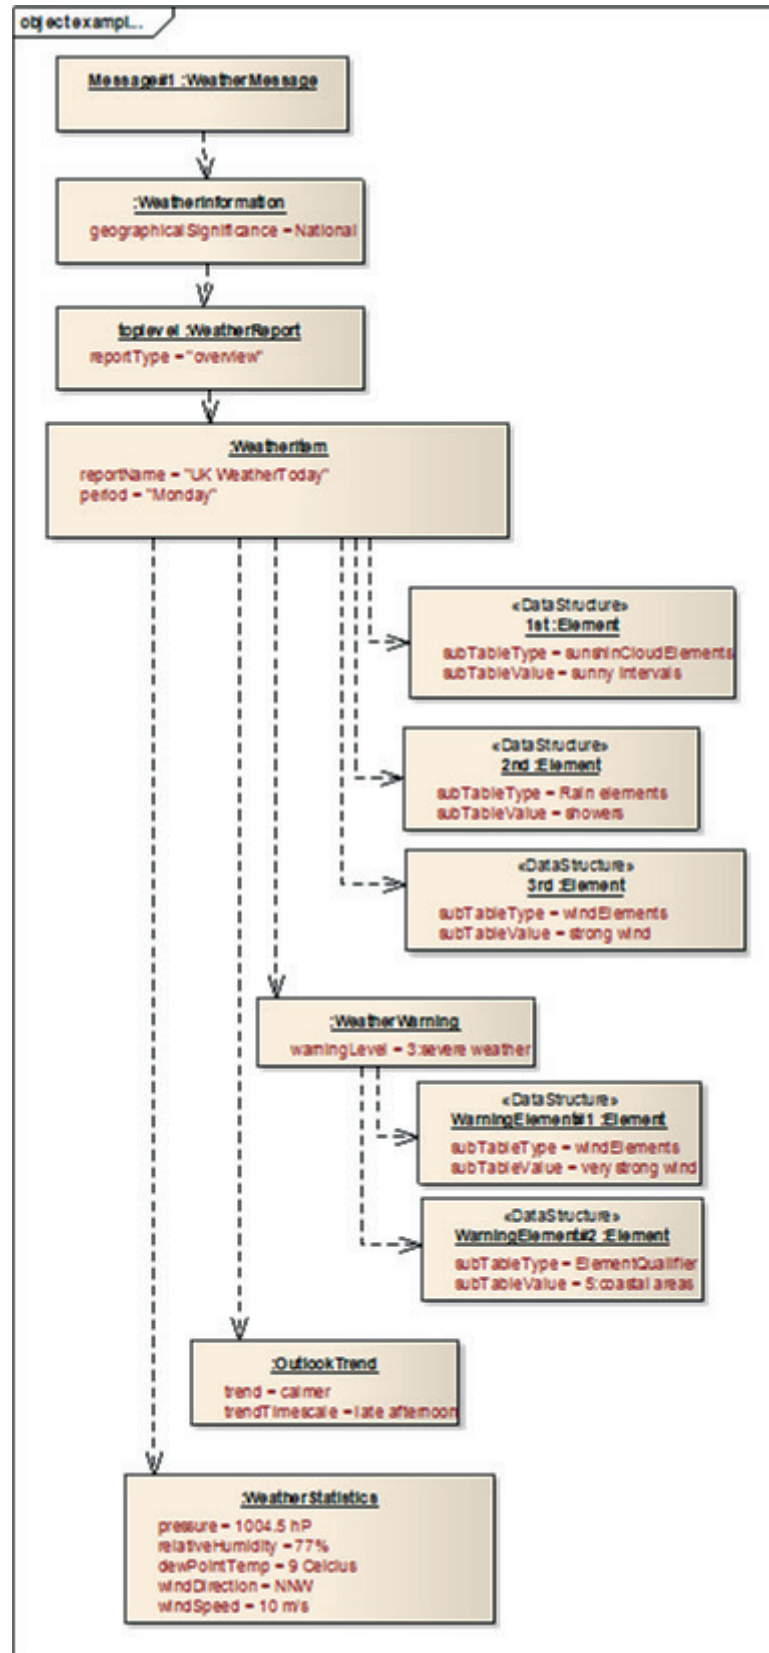 object exampl...
Message#1 :WeatherMessage
:WeatherInformation
geographicalSignificance = National
toplevel :WeatherReport
reportType = "overview"
:WeatherItem
reportName = "UK WeatherToday"
period = "Monday"
«DataStructure»
1st :Element
subTableType = sunshinCloudElements
subTableValue = sunny intervals
«DataStructure»
2nd :Element
subTableType = Rain elements
subTableValue = showers
«DataStructure»
3rd :Element
subTableType = windElements
subTableValue = strong wind
:WeatherWarning
warningLevel = 3:severe weather
«DataStructure»
WarningElement#1 :Element
subTableType = windElements
subTableValue = very strong wind
«DataStructure»
WarningElement#2 :Element
subTableType = ElementQualifier
subTableValue = 5:coastal areas
:OutlookTrend
trend = calmer
trendTimescale = late afternoon
:WeatherStatistics
pressure = 1004.5 hP
relativeHumidity = 77%
dewPointTemp = 9 Celcius
windDirection = NNW
windSpeed = 10 m/s